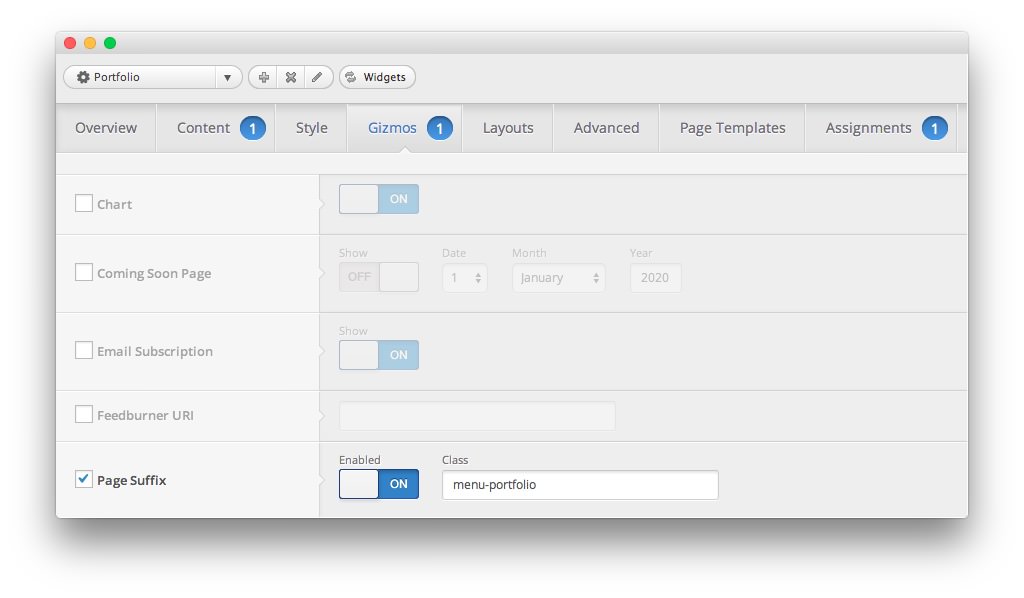 Portfolio Widgets
Overview Content 1 Style Gizmos 1 Layouts Advanced Page Templates Assignments 1
Chart ON
Show Date Month Year
Coming Soon Page OFF 1 January 2020
Show
Email Subscription ON
Feedburner URI
Enabled Class
Page Suffix ON menu-portfolio